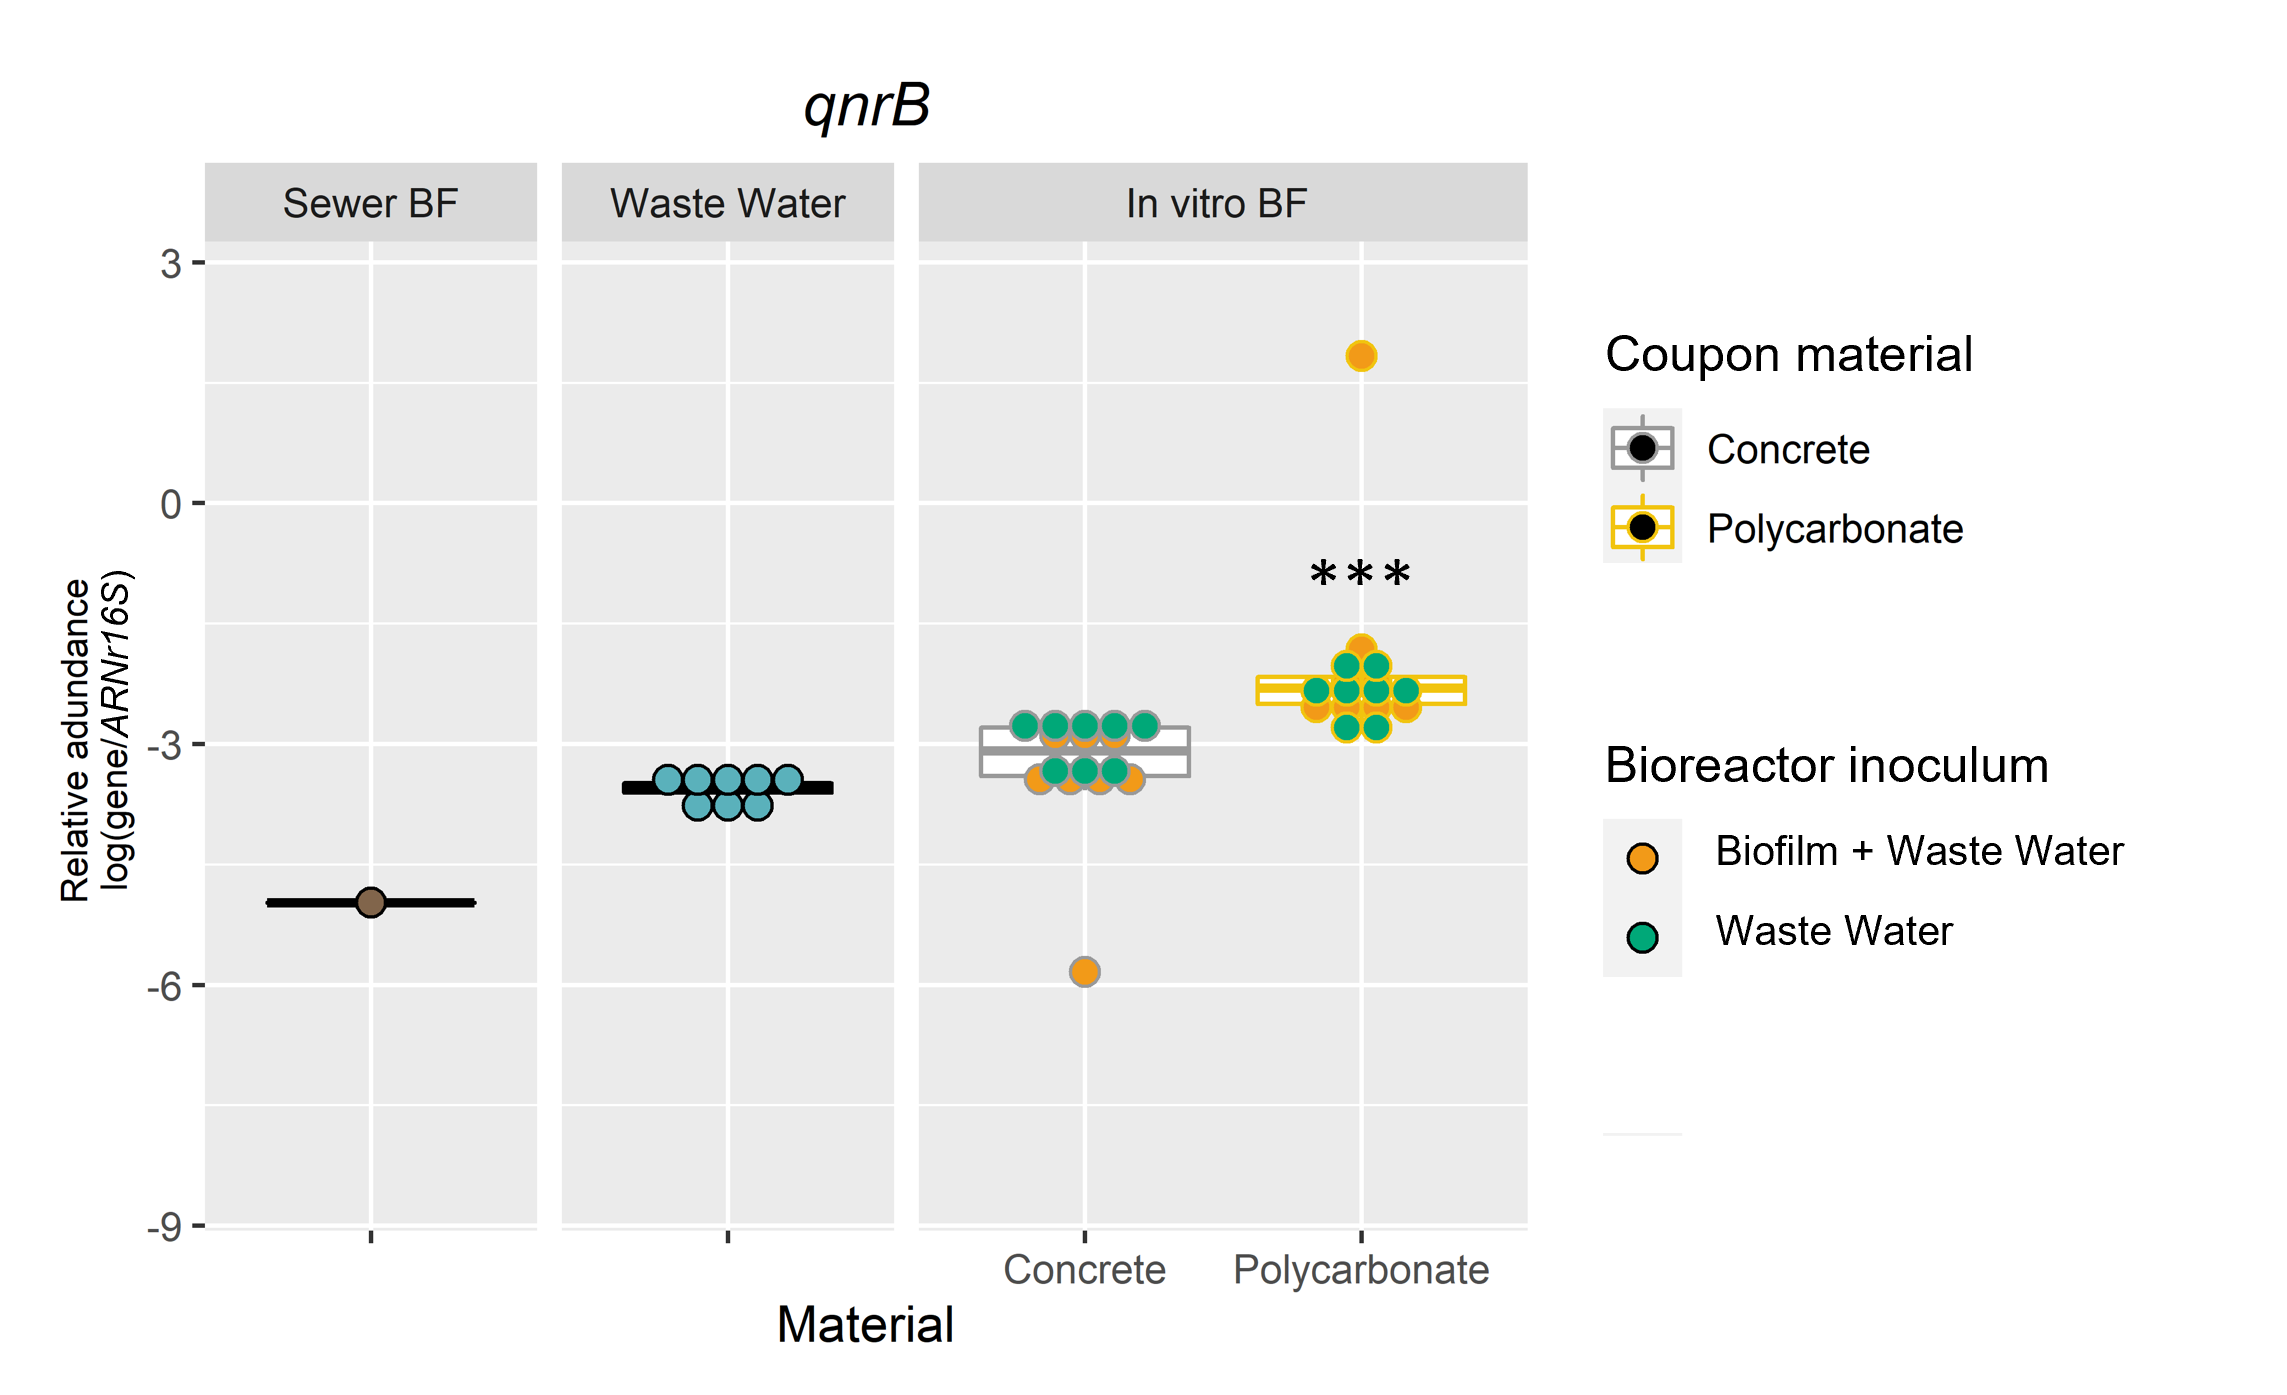 qnrB
Sewer BF
Waste Water
In vitro BF
3
0
-3
-6
-9
Relative adundance
log(gene/ARNr16S)
***
Concrete
Polycarbonate
Material
Coupon material
Concrete
Polycarbonate
Bioreactor inoculum
Biofilm + Waste Water
Waste Water